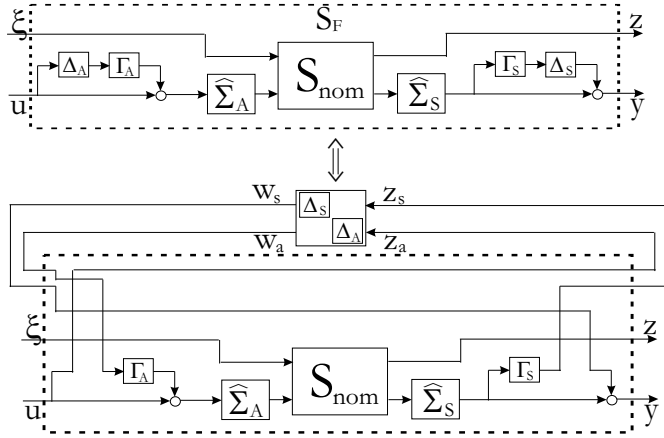 ξ S_F z
Δ_A Γ_A S_nom Γ_S Δ_S
u Σ̂_A Σ̂_S y
⇕
w_s Δ_S z_s
w_a Δ_A z_a
ξ z
Γ_A S_nom Γ_S
u Σ̂_A Σ̂_S y